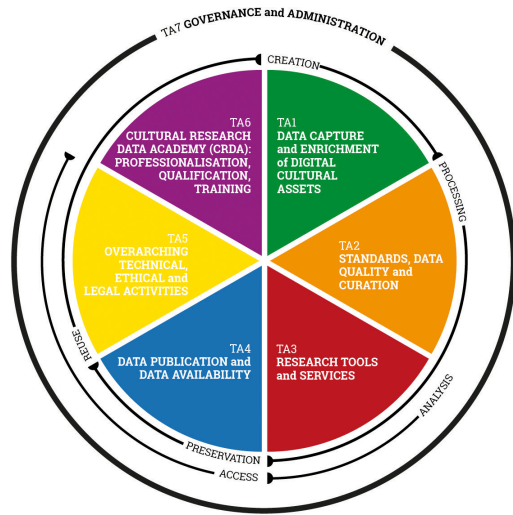 TA7 GOVERNANCE and ADMINISTRATION
CREATION
TA6
CULTURAL RESEARCH
DATA ACADEMY (CRDA):
PROFESSIONALISATION,
QUALIFICATION,
TRAINING
TA1
DATA CAPTURE
and ENRICHMENT
of DIGITAL
CULTURAL
ASSETS
PROCESSING
TA5
OVERARCHING
TECHNICAL,
ETHICAL and
LEGAL ACTIVITIES
TA2
STANDARDS, DATA
QUALITY and
CURATION
REUSE
TA4
DATA PUBLICATION and
DATA AVAILABILITY
TA3
RESEARCH TOOLS
and SERVICES
ANALYSIS
PRESERVATION
ACCESS